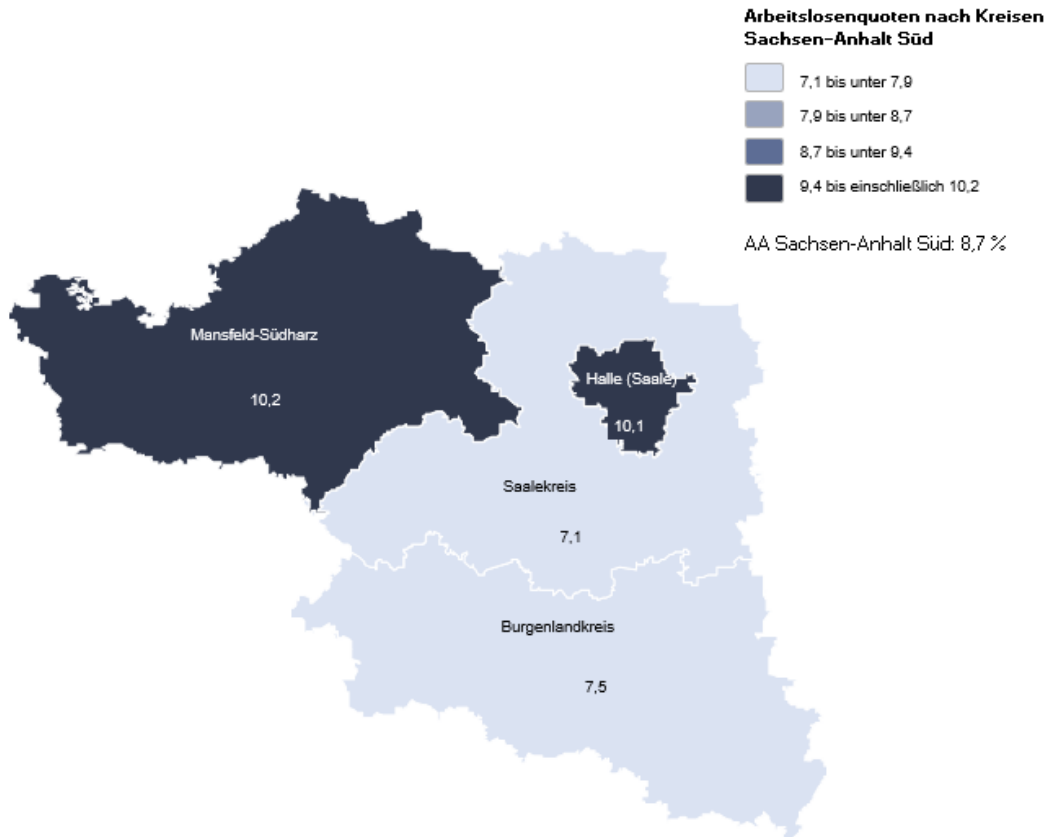 Arbeitslosenquoten nach Kreisen
Sachsen-Anhalt Süd
7,1 bis unter 7,9
7,9 bis unter 8,7
8,7 bis unter 9,4
9,4 bis einschließlich 10,2
AA Sachsen-Anhalt Süd: 8,7 %
Mansfeld-Südharz
10,2
Halle (Saale)
10,1
Saalekreis
7,1
Burgenlandkreis
7,5